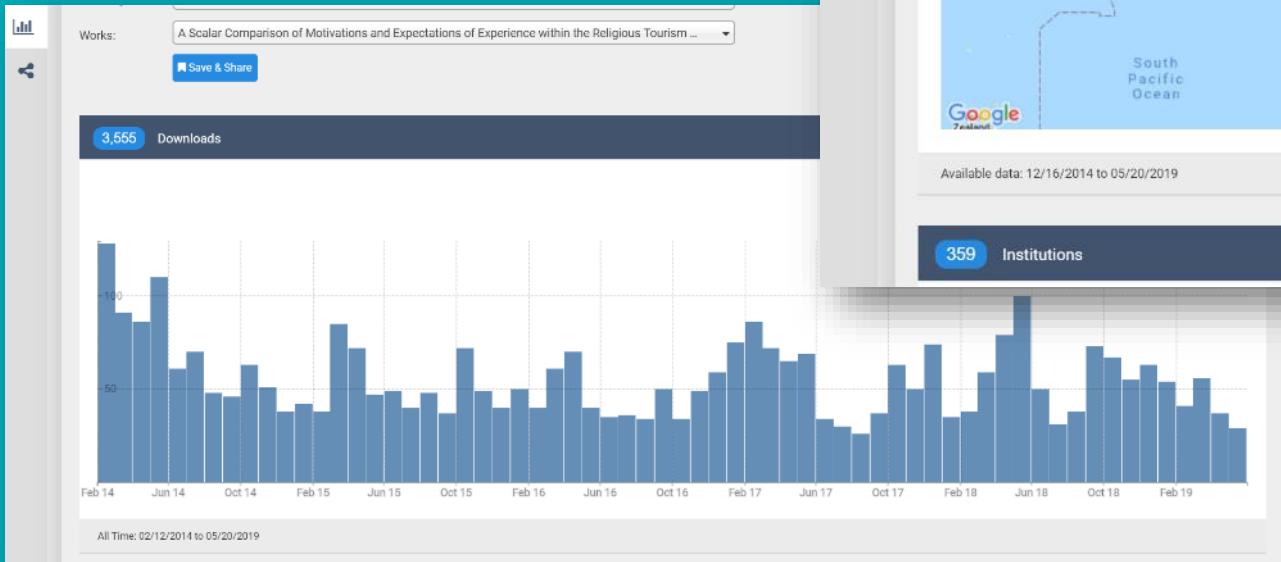 Works:
A Scalar Comparison of Motivations and Expectations of Experience within the Religious Tourism ...
Save & Share
3,555 Downloads
100
50
Feb 14 Jun 14 Oct 14 Feb 15 Jun 15 Oct 15 Feb 16 Jun 16 Oct 16 Feb 17 Jun 17 Oct 17 Feb 18 Jun 18 Oct 18 Feb 19
All Time: 02/12/2014 to 05/20/2019
South
Pacific
Ocean
Google
Zealand
Available data: 12/16/2014 to 05/20/2019
359 Institutions